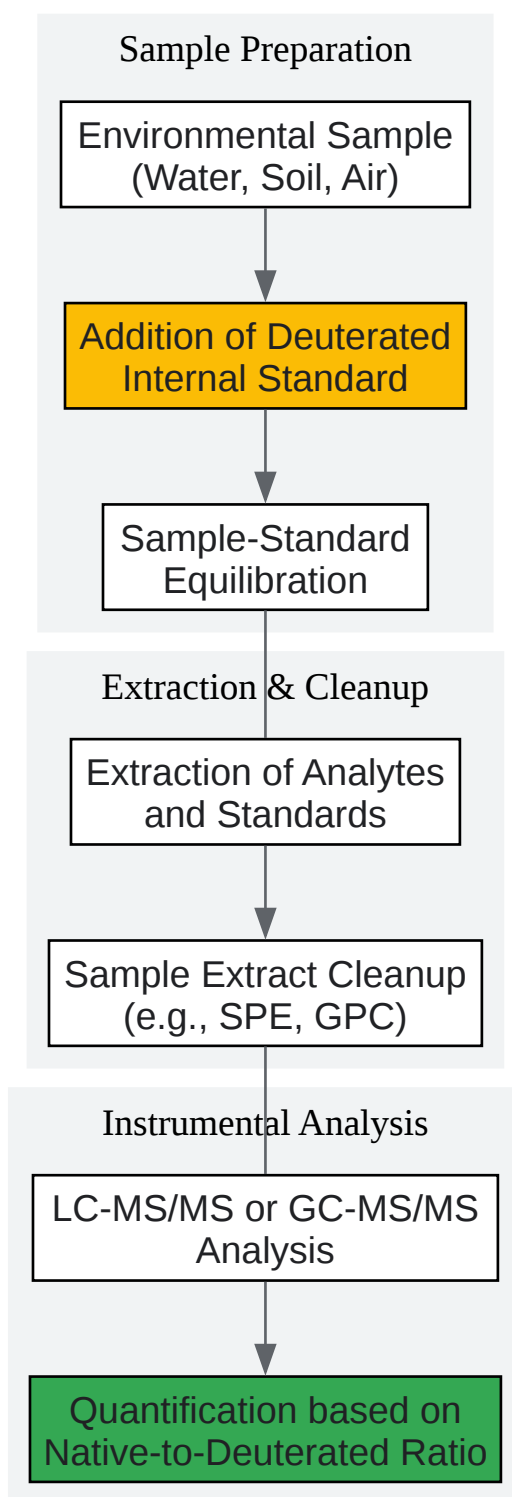 Sample Preparation
Environmental Sample
(Water, Soil, Air)
Addition of Deuterated
Internal Standard
Sample-Standard
Equilibration
Extraction & Cleanup
Extraction of Analytes
and Standards
Sample Extract Cleanup
(e.g., SPE, GPC)
Instrumental Analysis
LC-MS/MS or GC-MS/MS
Analysis
Quantification based on
Native-to-Deuterated Ratio